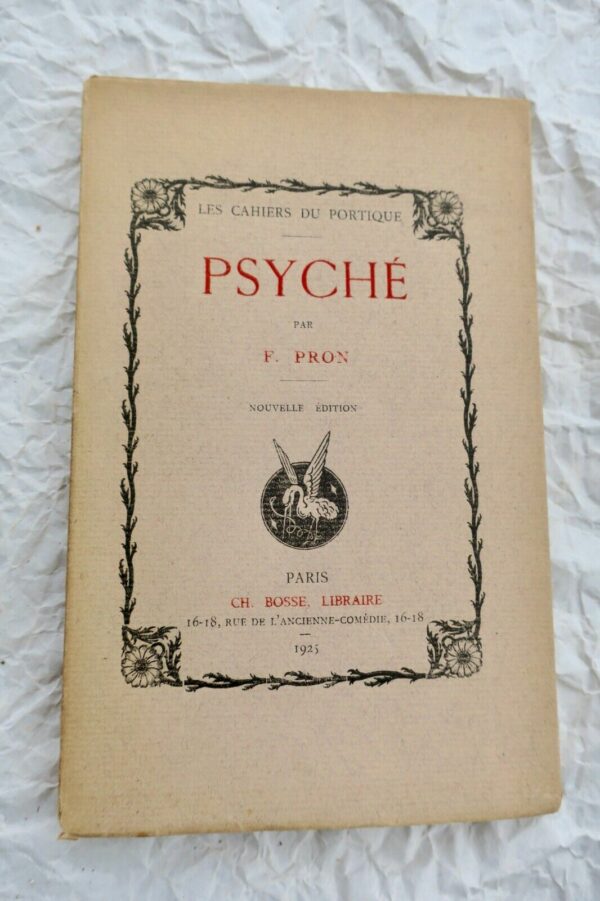 LES CAHIERS DU PORTIQUE
PSYCHÉ
PAR
F. PRON
NOUVELLE ÉDITION
PARIS
CH. BOSSE, LIBRAIRE
16-18, RUE DE L'ANCIENNE-COMÉDIE, 16-18
1925